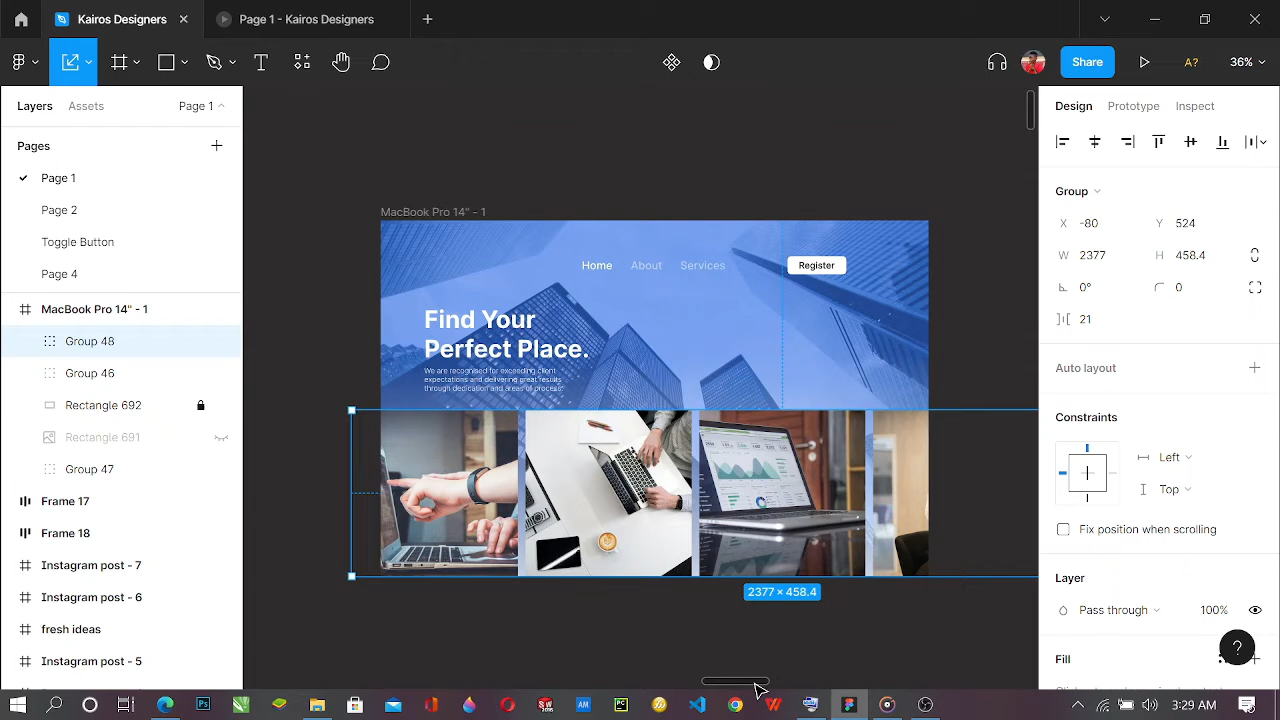 Kairos Designers
Page 1 - Kairos Designers
Share
A?
36%
Layers
Assets
Page 1
Pages
Page 1
Page 2
Toggle Button
Page 4
MacBook Pro 14" - 1
Group 48
Group 46
Rectangle 692
Rectangle 691
Group 47
Frame 17
Frame 18
Instagram post - 7
Instagram post - 6
fresh ideas
Instagram post - 5
MacBook Pro 14" - 1
Home
About
Services
Register
Find Your
Perfect Place.
We are recognised for exceeding client
expectations and delivering great results
through dedication and areas of process.
2377 × 458.4
Design
Prototype
Inspect
Group
X -80
Y 524
W 2377
H 458.4
0°
0
21
Auto layout
Constraints
Left
Top
Fix position when scrolling
Layer
Pass through
100%
?
Fill
Ps
AM
PC
3:29 AM